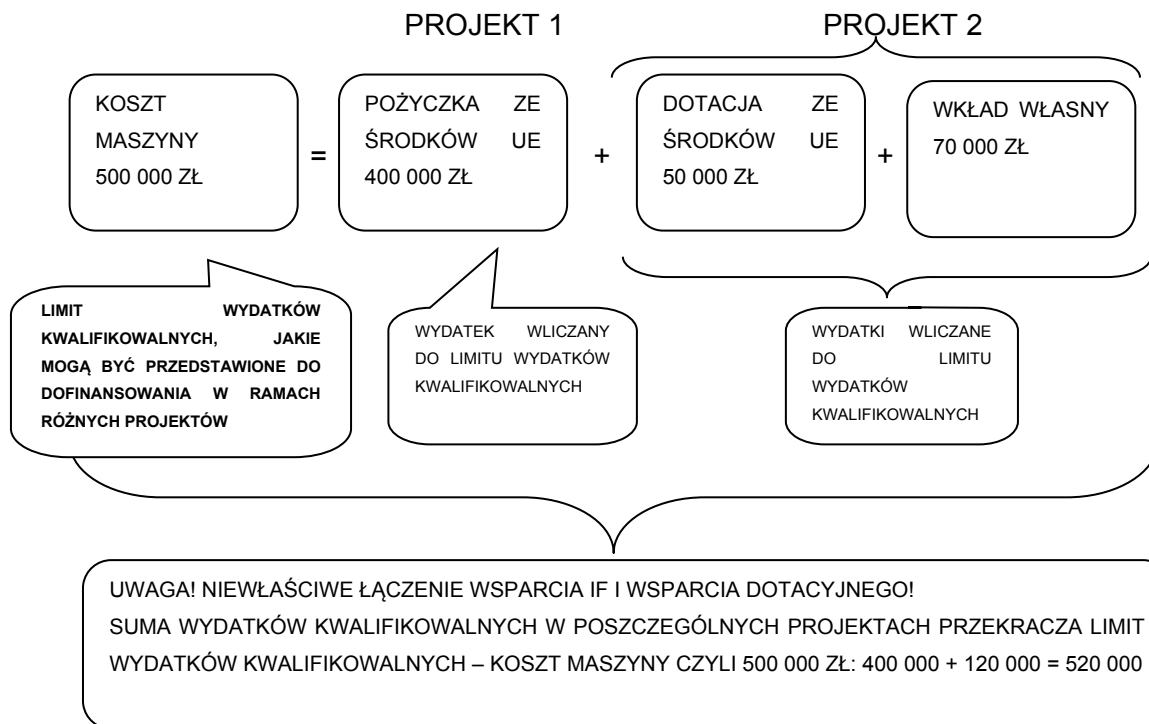 PROJEKT 1
PROJEKT 2
KOSZT
MASZYNY
500 000 ZŁ
=
POŻYCZKA ZE
ŚRODKÓW UE
400 000 ZŁ
+
DOTACJA ZE
ŚRODKÓW UE
50 000 ZŁ
+
WKŁAD WŁASNY
70 000 ZŁ
LIMIT WYDATKÓW
KWALIFIKOWALNYCH, JAKIE
MOGĄ BYĆ PRZEDSTAWIONE DO
DOFINANSOWANIA W RAMACH
RÓŻNYCH PROJEKTÓW
WYDATEK WLICZANY
DO LIMITU WYDATKÓW
KWALIFIKOWALNYCH
WYDATKI WLICZANE
DO LIMITU
WYDATKÓW
KWALIFIKOWALNYCH
UWAGA! NIEWŁAŚCIWE ŁĄCZENIE WSPARCIA IF I WSPARCIA DOTACYJNEGO!
SUMA WYDATKÓW KWALIFIKOWALNYCH W POSZCZEGÓLNYCH PROJEKTACH PRZEKRACZA LIMIT
WYDATKÓW KWALIFIKOWALNYCH – KOSZT MASZYNY CZYLI 500 000 ZŁ: 400 000 + 120 000 = 520 000